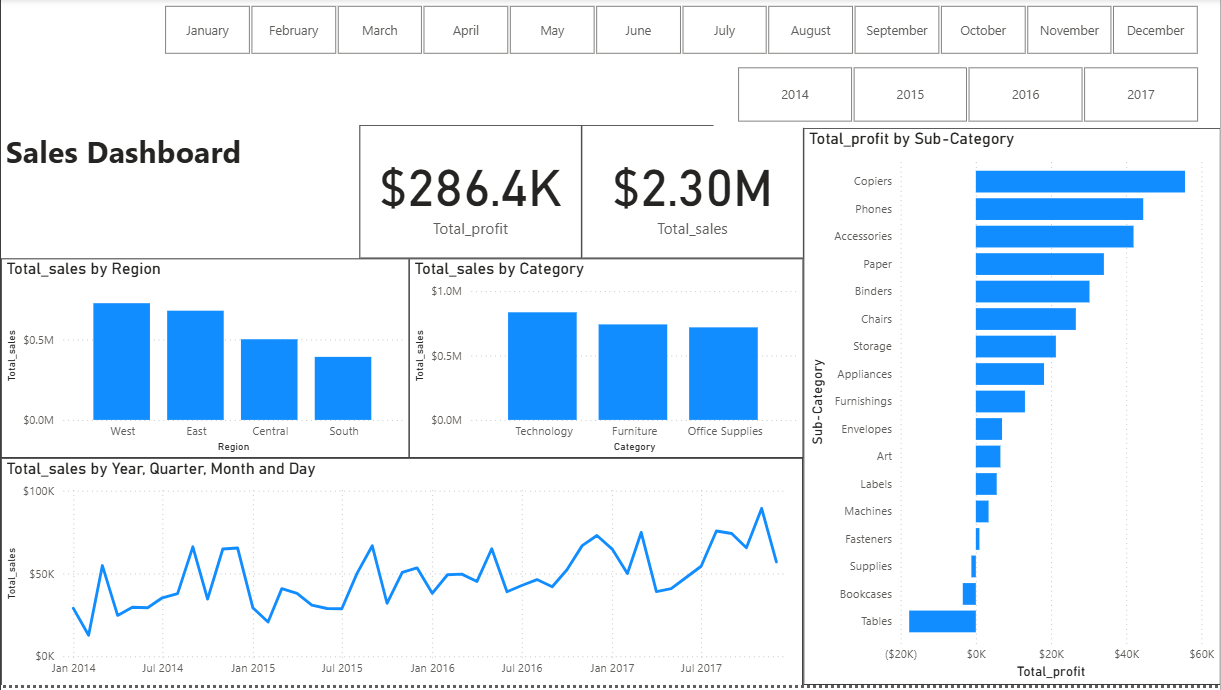 January February March April May June July August September October November December
2014 2015 2016 2017
Sales Dashboard
$286.4K
Total_profit
$2.30M
Total_sales
Total_sales by Region
Total_sales
$0.5M
$0.0M
West East Central South
Region
Total_sales by Category
Total_sales
$1.0M
$0.5M
$0.0M
Technology Furniture Office Supplies
Category
Total_sales by Year, Quarter, Month and Day
Total_sales
$100K
$50K
$0K
Jan 2014 Jul 2014 Jan 2015 Jul 2015 Jan 2016 Jul 2016 Jan 2017 Jul 2017
Total_profit by Sub-Category
Sub-Category
Copiers
Phones
Accessories
Paper
Binders
Chairs
Storage
Appliances
Furnishings
Envelopes
Art
Labels
Machines
Fasteners
Supplies
Bookcases
Tables
($20K) $0K $20K $40K $60K
Total_profit